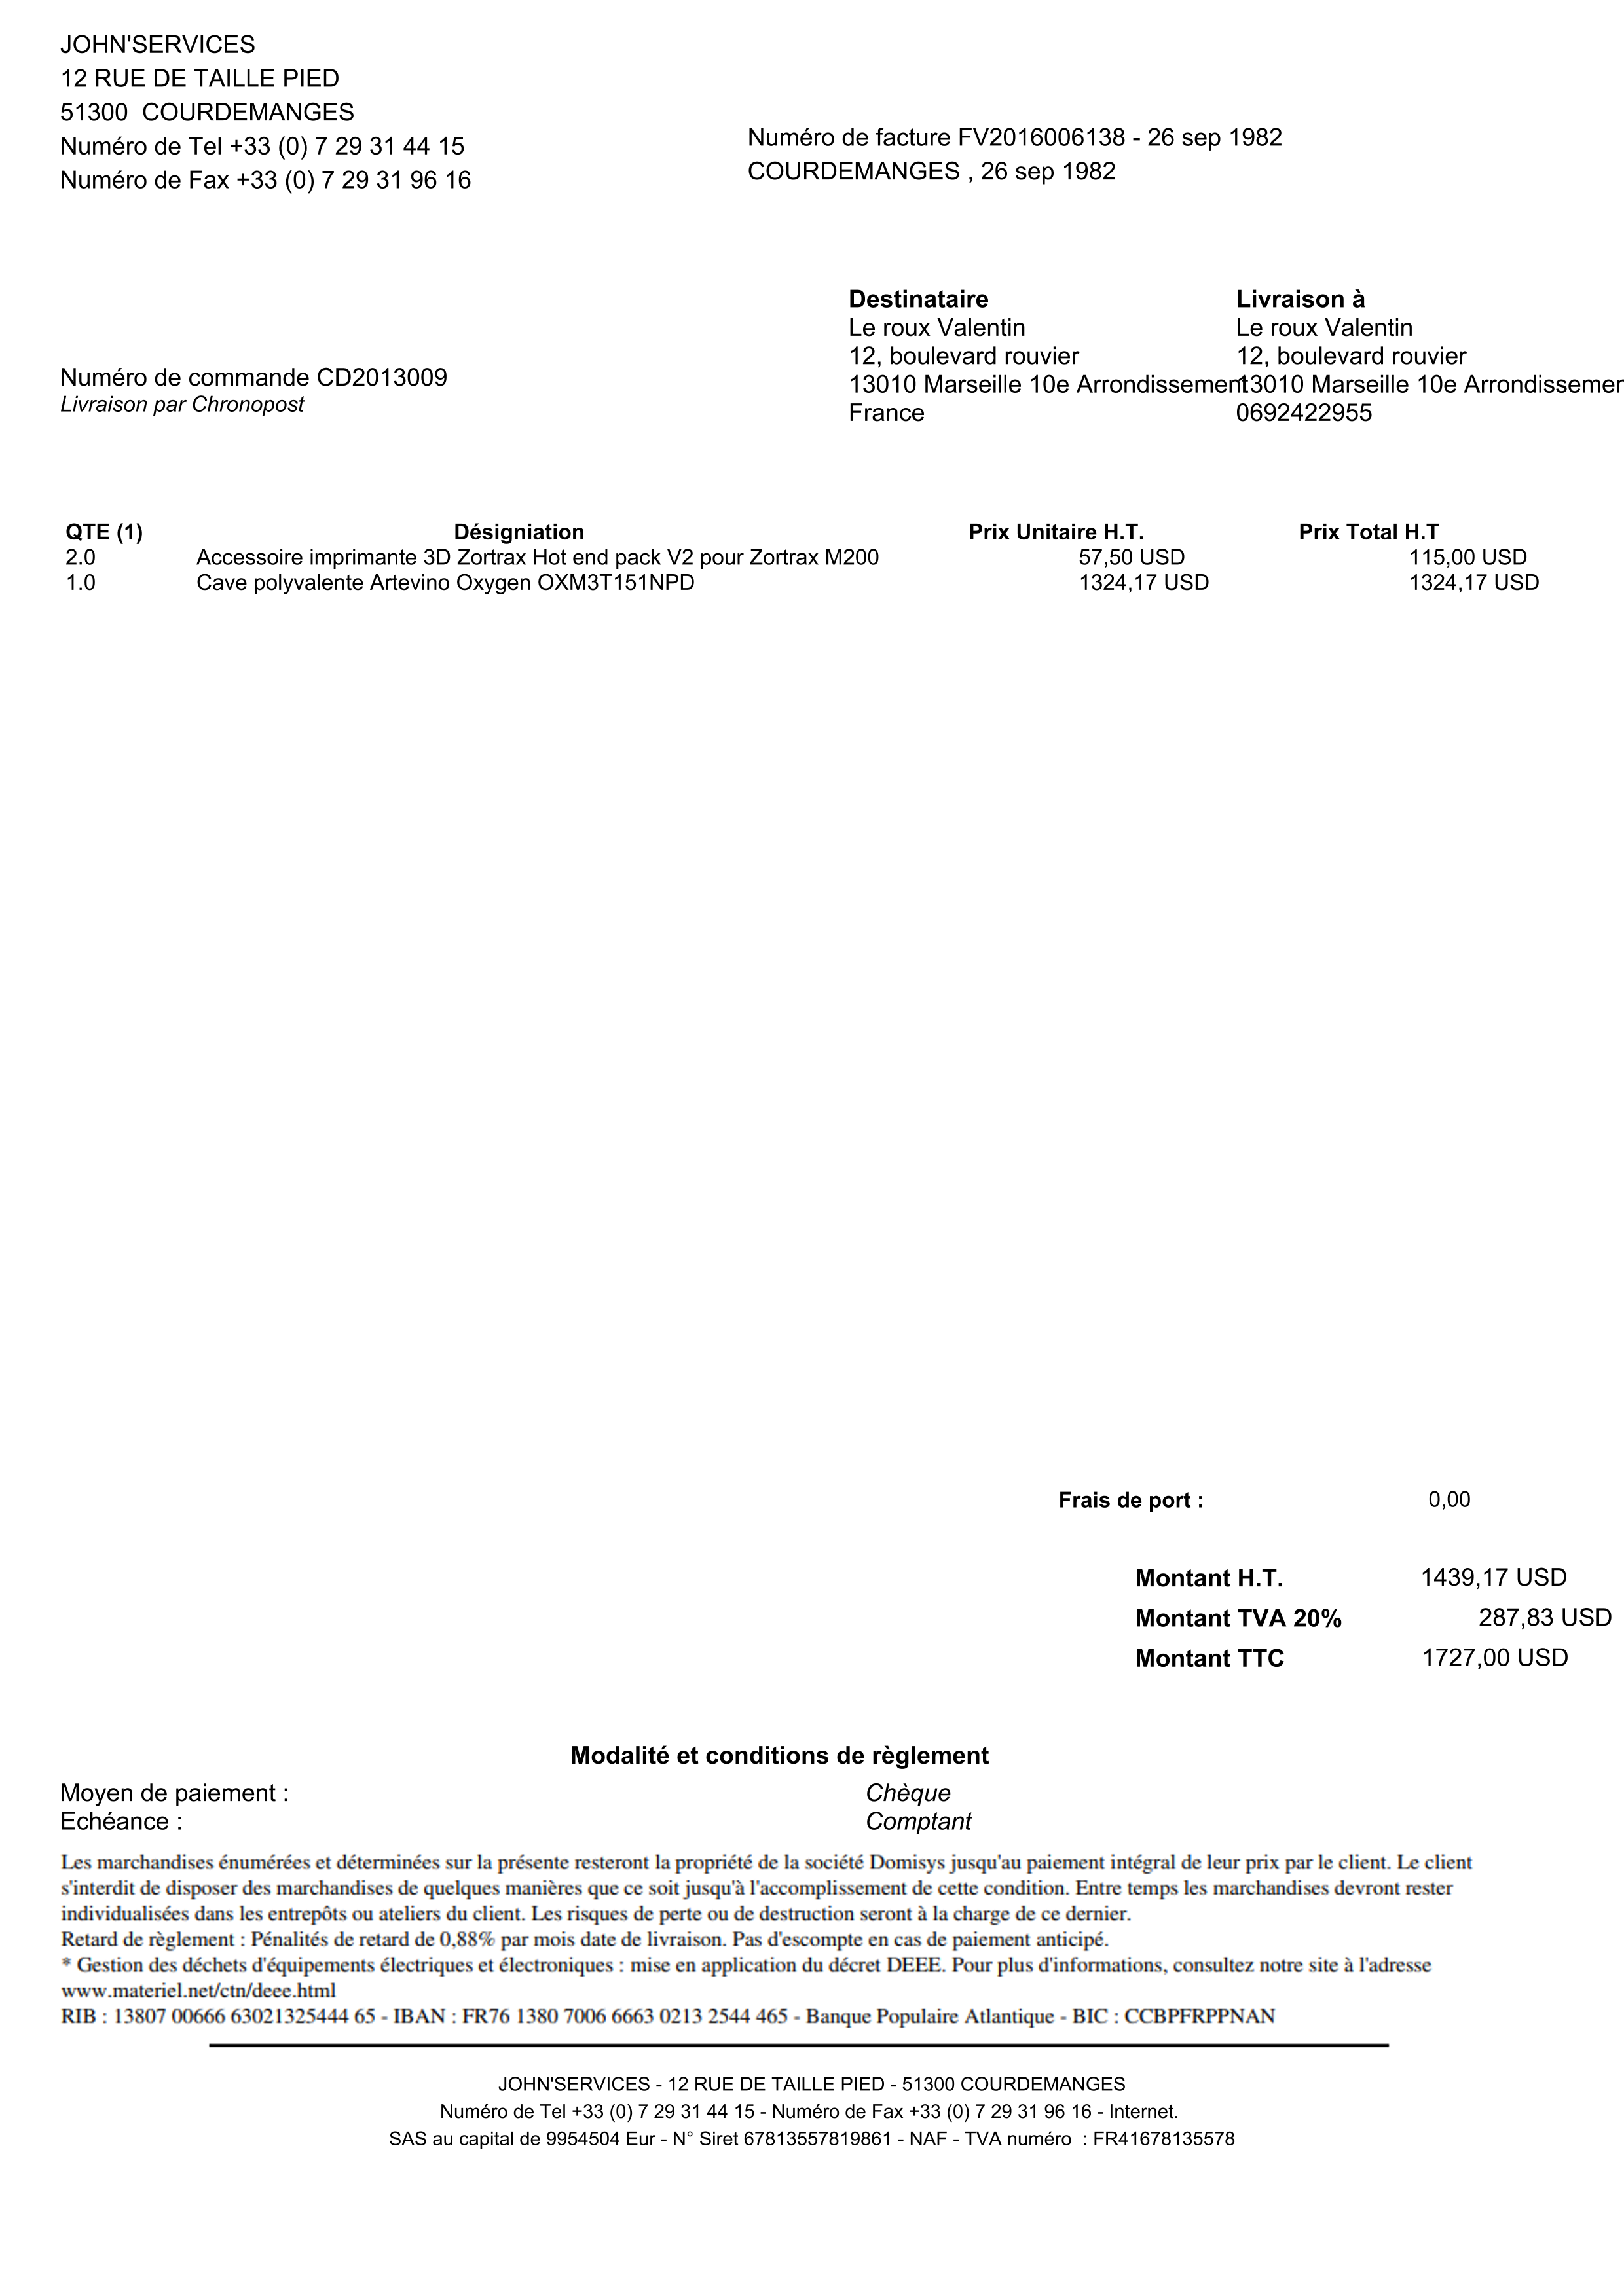 JOHN'SERVICES
12 RUE DE TAILLE PIED
51300  COURDEMANGES
Numéro de Tel +33 (0) 7 29 31 44 15
Numéro de Fax +33 (0) 7 29 31 96 16
Numéro de facture FV2016006138 - 26 sep 1982
COURDEMANGES , 26 sep 1982
Numéro de commande CD2013009
Livraison par Chronopost
Destinataire
Le roux Valentin
12, boulevard rouvier
13010 Marseille 10e Arrondissement
France
Livraison à
Le roux Valentin
12, boulevard rouvier
13010 Marseille 10e Arrondissemen
0692422955
QTE (1) Désigniation Prix Unitaire H.T. Prix Total H.T
2.0 Accessoire imprimante 3D Zortrax Hot end pack V2 pour Zortrax M200 57,50 USD 115,00 USD
1.0 Cave polyvalente Artevino Oxygen OXM3T151NPD 1324,17 USD 1324,17 USD
Frais de port : 0,00
Montant H.T. 1439,17 USD
Montant TVA 20% 287,83 USD
Montant TTC 1727,00 USD
Modalité et conditions de règlement
Moyen de paiement : Chèque
Echéance : Comptant
Les marchandises énumérées et déterminées sur la présente resteront la propriété de la société Domisys jusqu'au paiement intégral de leur prix par le client. Le client
s'interdit de disposer des marchandises de quelques manières que ce soit jusqu'à l'accomplissement de cette condition. Entre temps les marchandises devront rester
individualisées dans les entrepôts ou ateliers du client. Les risques de perte ou de destruction seront à la charge de ce dernier.
Retard de règlement : Pénalités de retard de 0,88% par mois date de livraison. Pas d'escompte en cas de paiement anticipé.
* Gestion des déchets d'équipements électriques et électroniques : mise en application du décret DEEE. Pour plus d'informations, consultez notre site à l'adresse
www.materiel.net/ctn/deee.html
RIB : 13807 00666 63021325444 65 - IBAN : FR76 1380 7006 6663 0213 2544 465 - Banque Populaire Atlantique - BIC : CCBPFRPPNAN
JOHN'SERVICES - 12 RUE DE TAILLE PIED - 51300 COURDEMANGES
Numéro de Tel +33 (0) 7 29 31 44 15 - Numéro de Fax +33 (0) 7 29 31 96 16 - Internet.
SAS au capital de 9954504 Eur - N° Siret 67813557819861 - NAF - TVA numéro  : FR41678135578